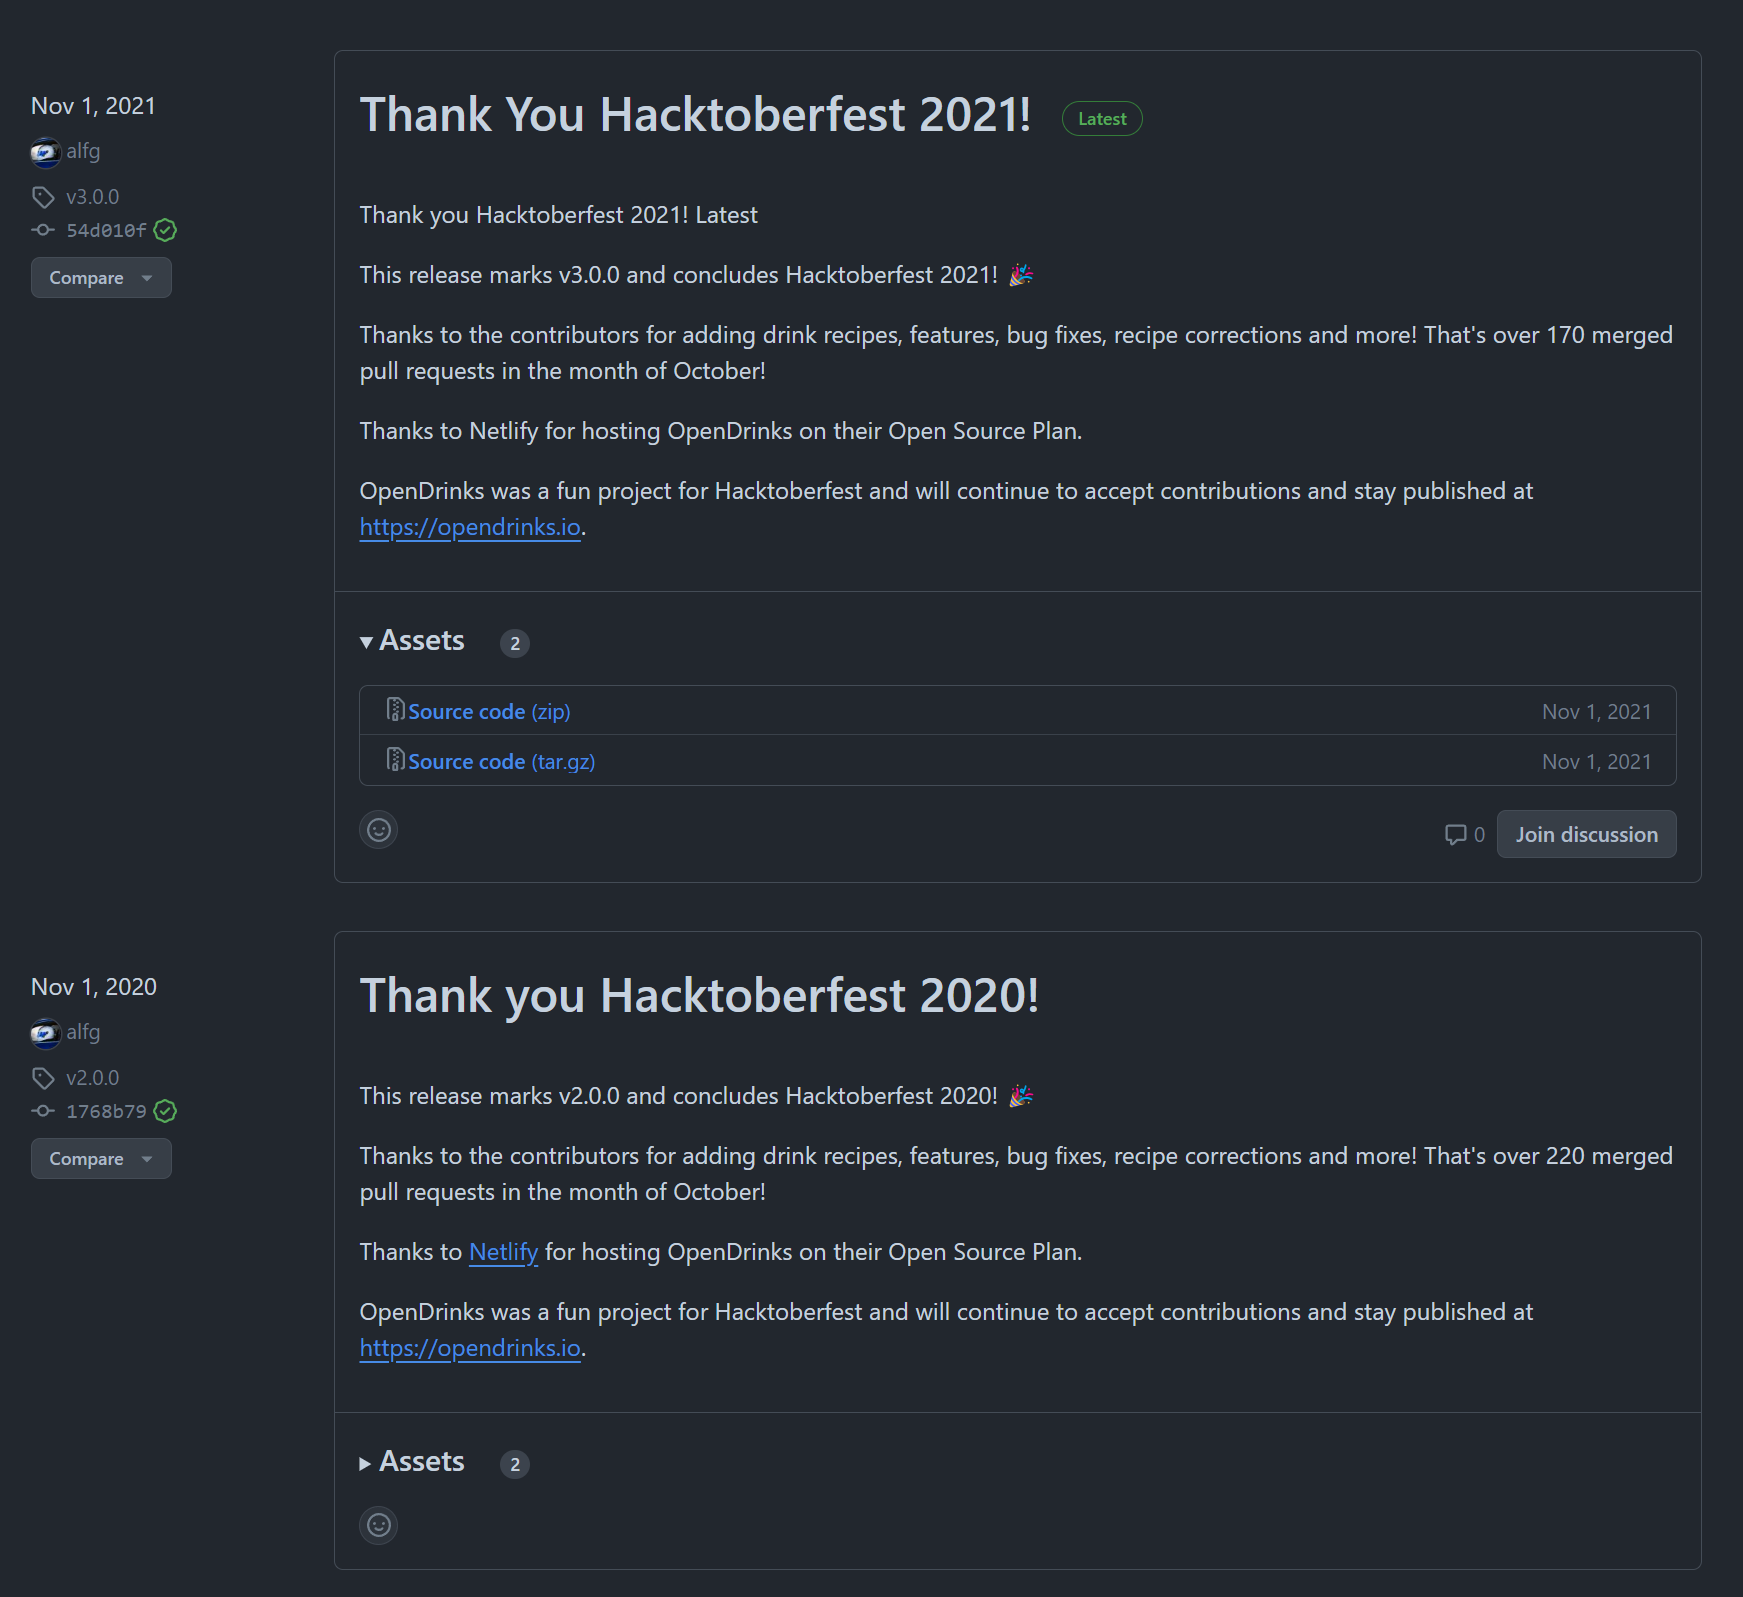 Nov 1, 2021
alfg
v3.0.0
54d010f
Compare
Thank You Hacktoberfest 2021! Latest
Thank you Hacktoberfest 2021! Latest
This release marks v3.0.0 and concludes Hacktoberfest 2021! 🎉
Thanks to the contributors for adding drink recipes, features, bug fixes, recipe corrections and more! That's over 170 merged
pull requests in the month of October!
Thanks to Netlify for hosting OpenDrinks on their Open Source Plan.
OpenDrinks was a fun project for Hacktoberfest and will continue to accept contributions and stay published at
https://opendrinks.io.
Assets 2
Source code (zip) Nov 1, 2021
Source code (tar.gz) Nov 1, 2021
0 Join discussion
Nov 1, 2020
alfg
v2.0.0
1768b79
Compare
Thank you Hacktoberfest 2020!
This release marks v2.0.0 and concludes Hacktoberfest 2020! 🎉
Thanks to the contributors for adding drink recipes, features, bug fixes, recipe corrections and more! That's over 220 merged
pull requests in the month of October!
Thanks to Netlify for hosting OpenDrinks on their Open Source Plan.
OpenDrinks was a fun project for Hacktoberfest and will continue to accept contributions and stay published at
https://opendrinks.io.
Assets 2